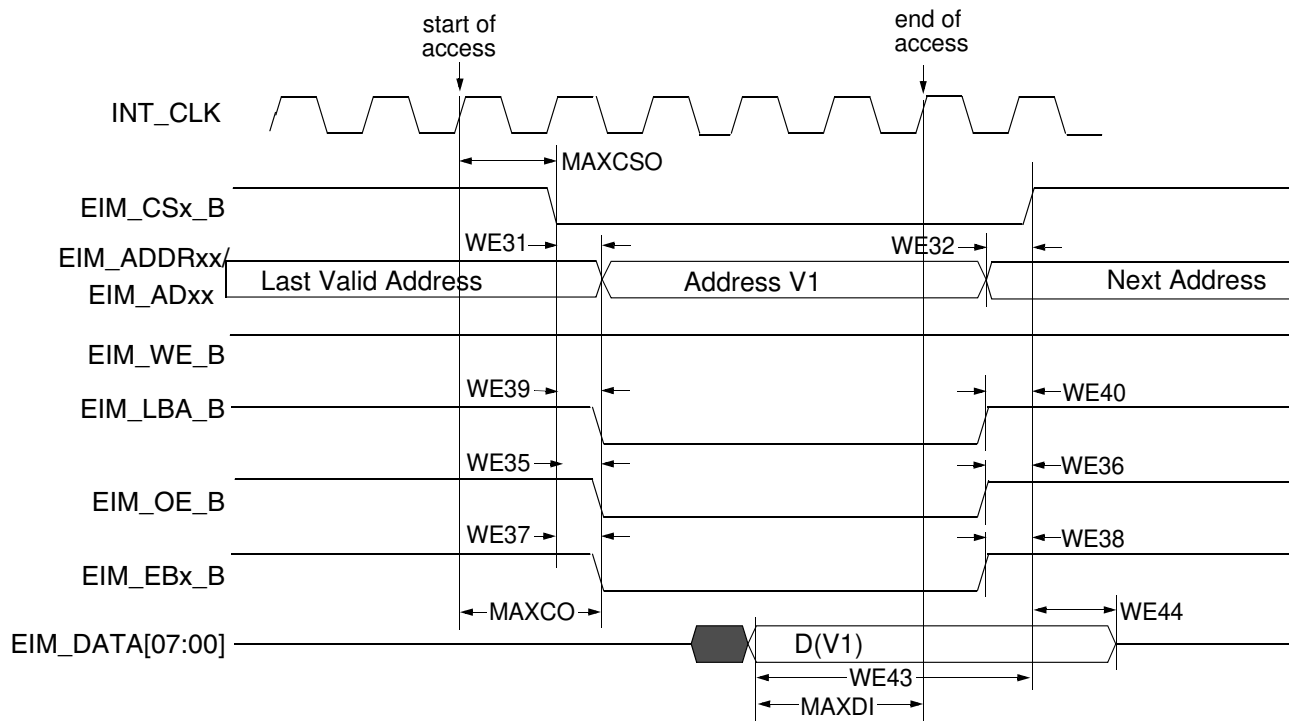 start of
access
end of
access
INT_CLK
MAXCSO
EIM_CSx_B
WE31
WE32
EIM_ADDRxx/
EIM_ADxx
Last Valid Address
Address V1
Next Address
EIM_WE_B
WE39
WE40
EIM_LBA_B
WE35
WE36
EIM_OE_B
WE37
WE38
EIM_EBx_B
MAXCO
WE44
EIM_DATA[07:00]
D(V1)
WE43
MAXDI